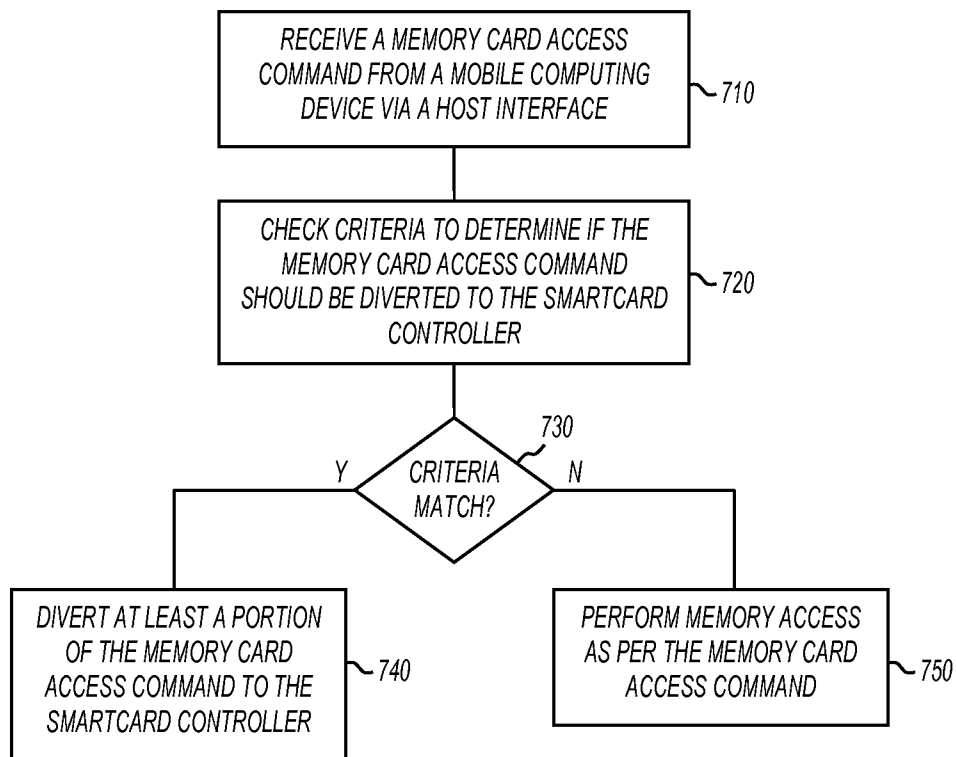 RECEIVE A MEMORY CARD ACCESS
COMMAND FROM A MOBILE COMPUTING
DEVICE VIA A HOST INTERFACE
710
CHECK CRITERIA TO DETERMINE IF THE
MEMORY CARD ACCESS COMMAND
SHOULD BE DIVERTED TO THE SMARTCARD
CONTROLLER
720
730
Y
CRITERIA
MATCH?
N
DIVERT AT LEAST A PORTION
OF THE MEMORY CARD
ACCESS COMMAND TO THE
SMARTCARD CONTROLLER
740
PERFORM MEMORY ACCESS
AS PER THE MEMORY CARD
ACCESS COMMAND
750